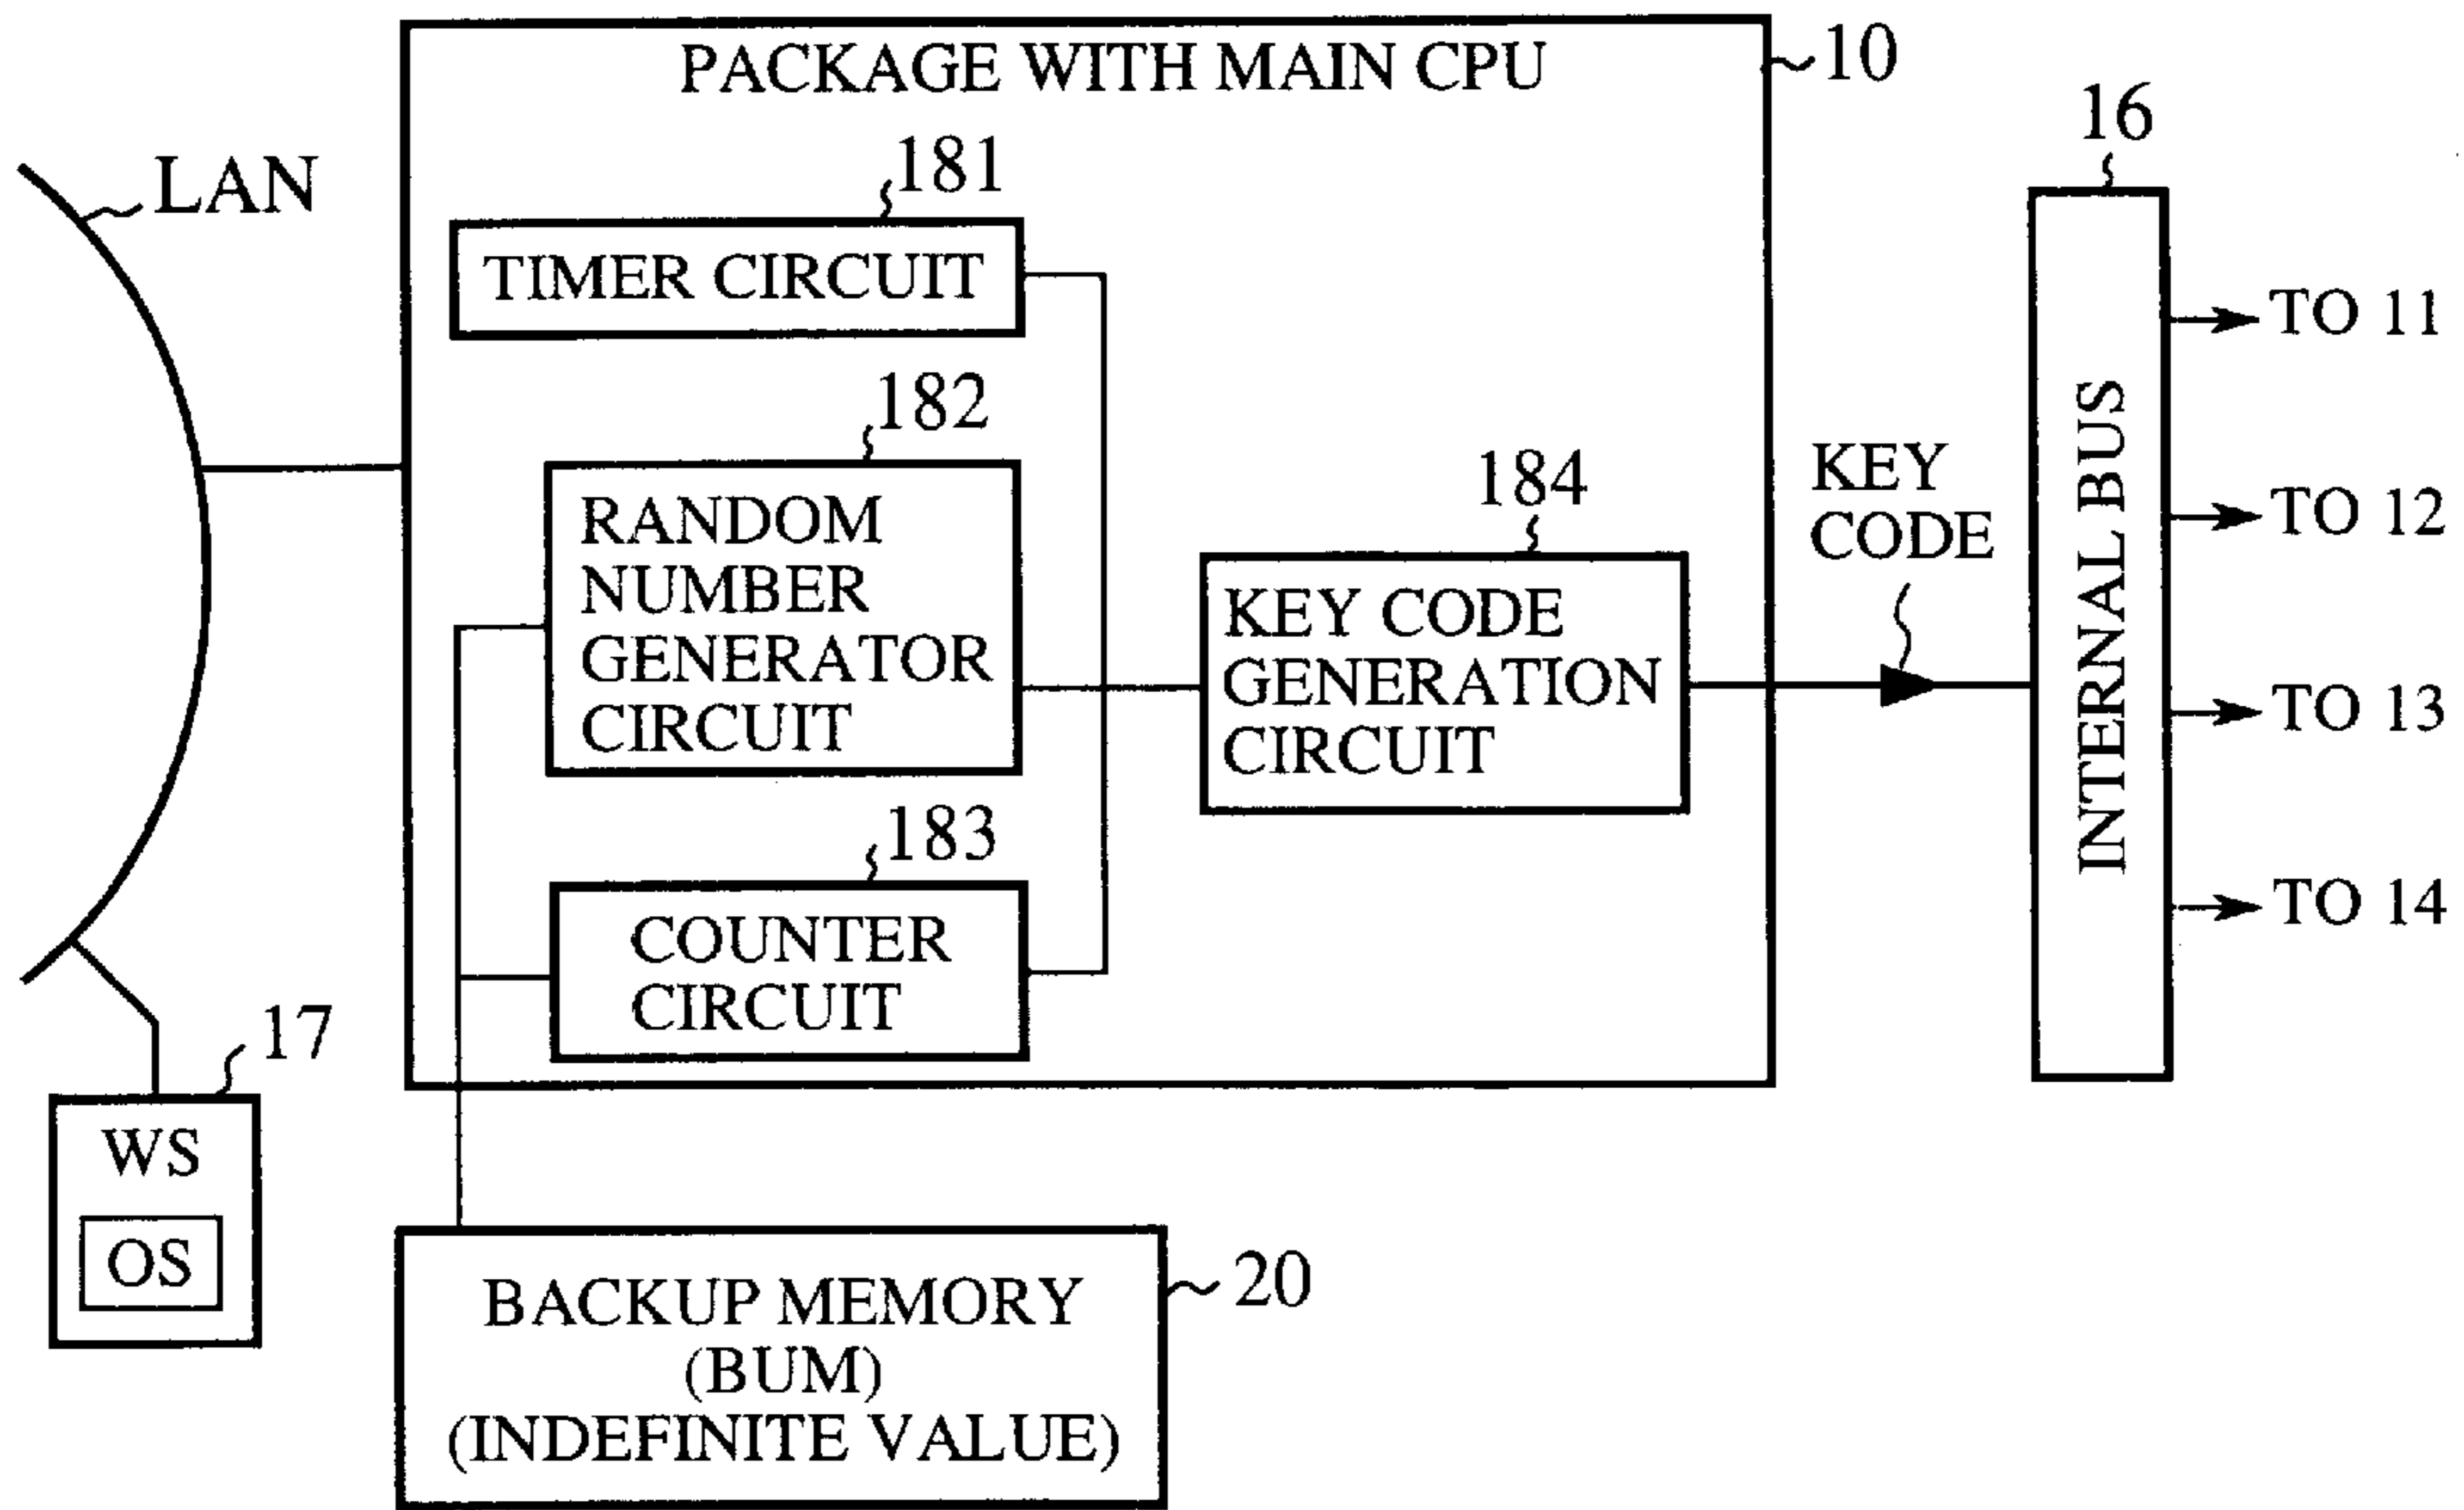 PACKAGE WITH MAIN CPU
10
LAN
181
TIMER CIRCUIT
182
RANDOM
NUMBER
GENERATOR
CIRCUIT
183
COUNTER
CIRCUIT
184
KEY CODE
GENERATION
CIRCUIT
KEY
CODE
16
INTERNAL BUS
TO 11
TO 12
TO 13
TO 14
17
WS
OS
BACKUP MEMORY
(BUM)
(INDEFINITE VALUE)
20